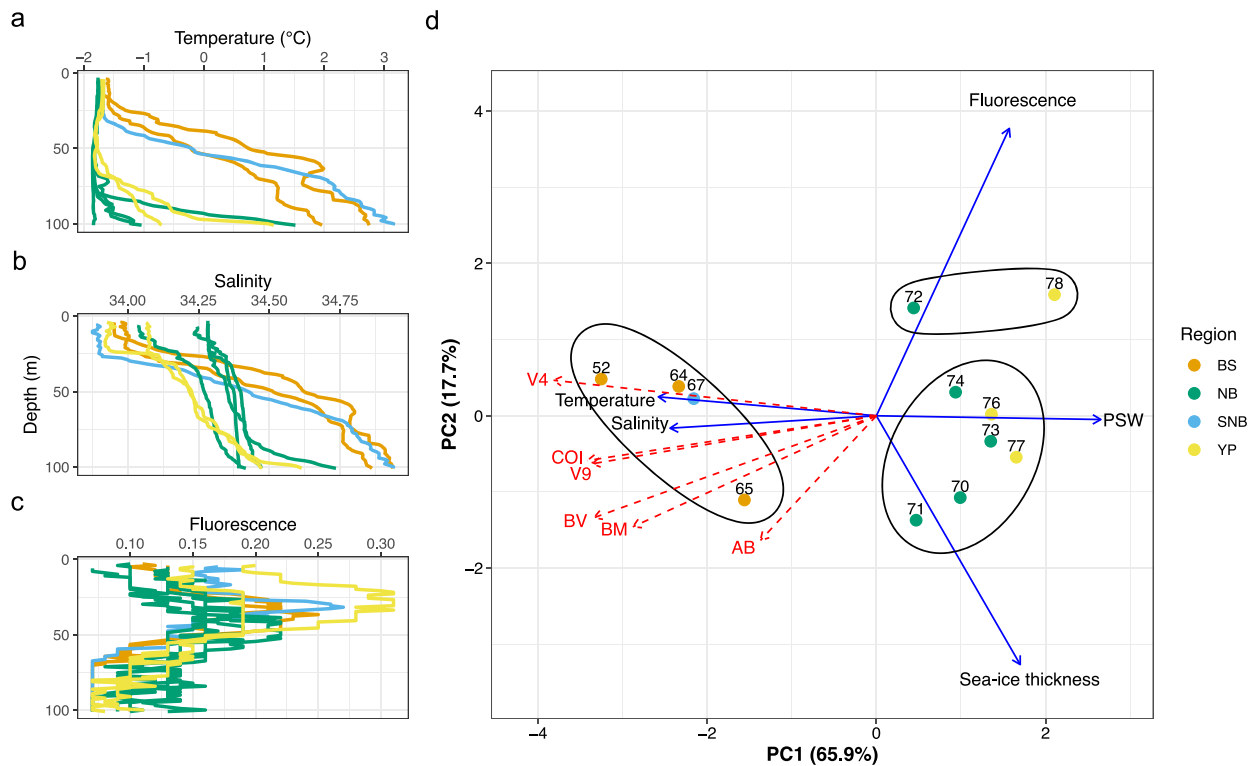 a
Temperature (°C)
−2 −1 0 1 2 3
0
50
100
b
Salinity
34.00 34.25 34.50 34.75
0
50
100
Depth (m)
c
Fluorescence
0.10 0.15 0.20 0.25 0.30
0
50
100
d
Fluorescence
4
2
0
−2
PC2 (17.7%)
78
72
52
64
67
V4
Temperature
Salinity
74
76
PSW
73
COI
V9
77
65
70
71
BV
BM
AB
Sea-ice thickness
−4 −2 0 2
PC1 (65.9%)
Region
BS
NB
SNB
YP